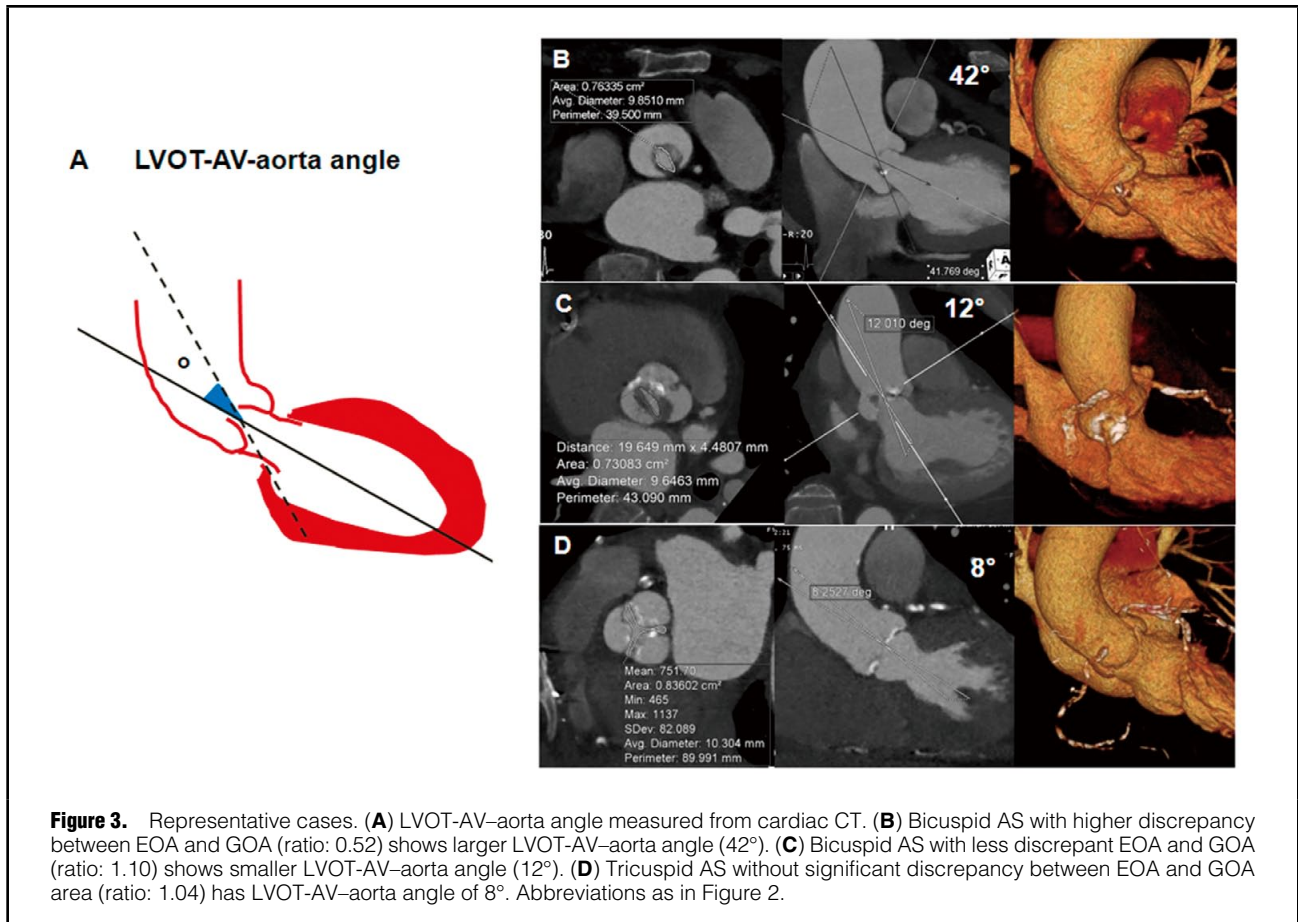 A LVOT-AV-aorta angle
o
B
Area: 0.76335 cm²
Avg. Diameter: 9.8510 mm
Perimeter: 39.500 mm
30
42°
-R:20
41.769 deg
A
C
Distance: 19.649 mm x 4.4807 mm
Area: 0.73083 cm²
Avg. Diameter: 9.6463 mm
Perimeter: 43.090 mm
12°
12.010 deg
D
Mean: 751.70
Area: 0.83602 cm²
Min: 465
Max: 1137
SDev: 82.089
Avg. Diameter: 10.304 mm
Perimeter: 89.991 mm
8°
8.2527 deg
Figure 3. Representative cases. (A) LVOT-AV–aorta angle measured from cardiac CT. (B) Bicuspid AS with higher discrepancy
between EOA and GOA (ratio: 0.52) shows larger LVOT-AV–aorta angle (42°). (C) Bicuspid AS with less discrepant EOA and GOA
(ratio: 1.10) shows smaller LVOT-AV–aorta angle (12°). (D) Tricuspid AS without significant discrepancy between EOA and GOA
area (ratio: 1.04) has LVOT-AV–aorta angle of 8°. Abbreviations as in Figure 2.